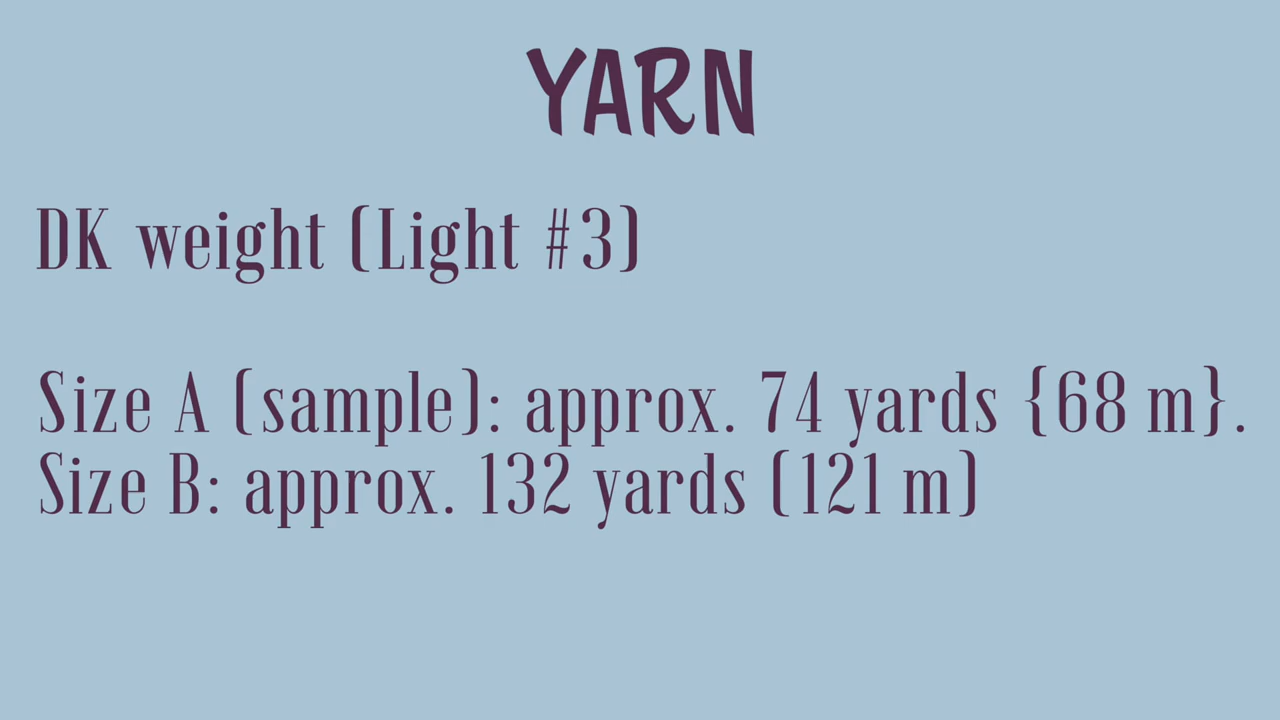 YARN
DK weight (Light #3)
Size A (sample): approx. 74 yards {68 m}.
Size B: approx. 132 yards (121 m)